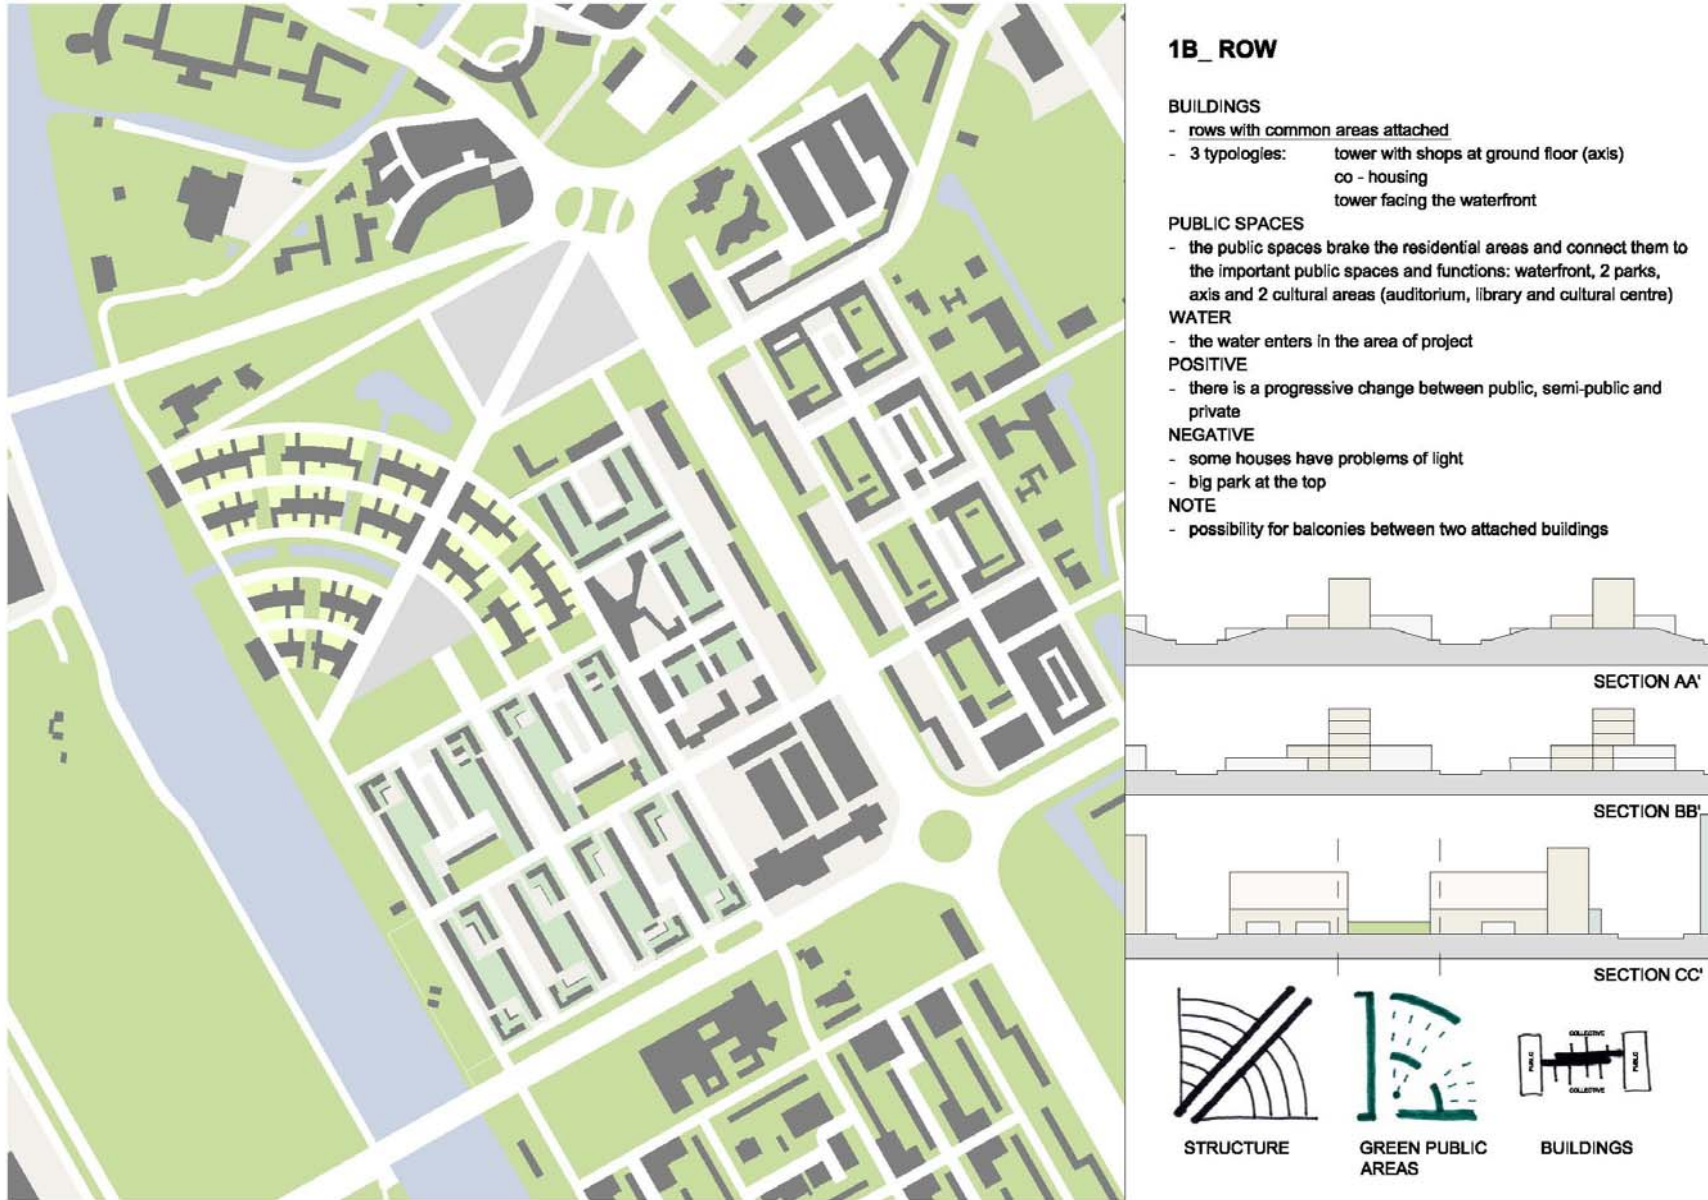 1B_ ROW
BUILDINGS
- rows with common areas attached
- 3 typologies: tower with shops at ground floor (axis)
co - housing
tower facing the waterfront
PUBLIC SPACES
- the public spaces brake the residential areas and connect them to
the important public spaces and functions: waterfront, 2 parks,
axis and 2 cultural areas (auditorium, library and cultural centre)
WATER
- the water enters in the area of project
POSITIVE
- there is a progressive change between public, semi-public and
private
NEGATIVE
- some houses have problems of light
- big park at the top
NOTE
- possibility for balconies between two attached buildings
SECTION AA'
SECTION BB'
SECTION CC'
COLLECTIVE
PUBLIC
PUBLIC
COLLECTIVE
STRUCTURE
GREEN PUBLIC
AREAS
BUILDINGS